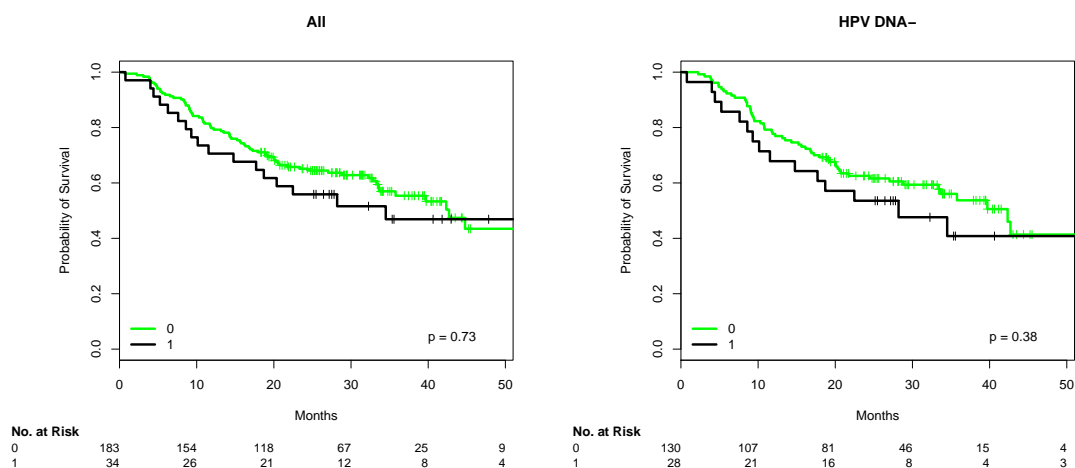 All
Probability of Survival
1.0
0.8
0.6
0.4
0.2
0.0
0
1
p = 0.73
0 10 20 30 40 50
Months
No. at Risk
0 183 154 118 67 25 9
1 34 26 21 12 8 4
HPV DNA−
Probability of Survival
1.0
0.8
0.6
0.4
0.2
0.0
0
1
p = 0.38
0 10 20 30 40 50
Months
No. at Risk
0 130 107 81 46 15 4
1 28 21 16 8 4 3